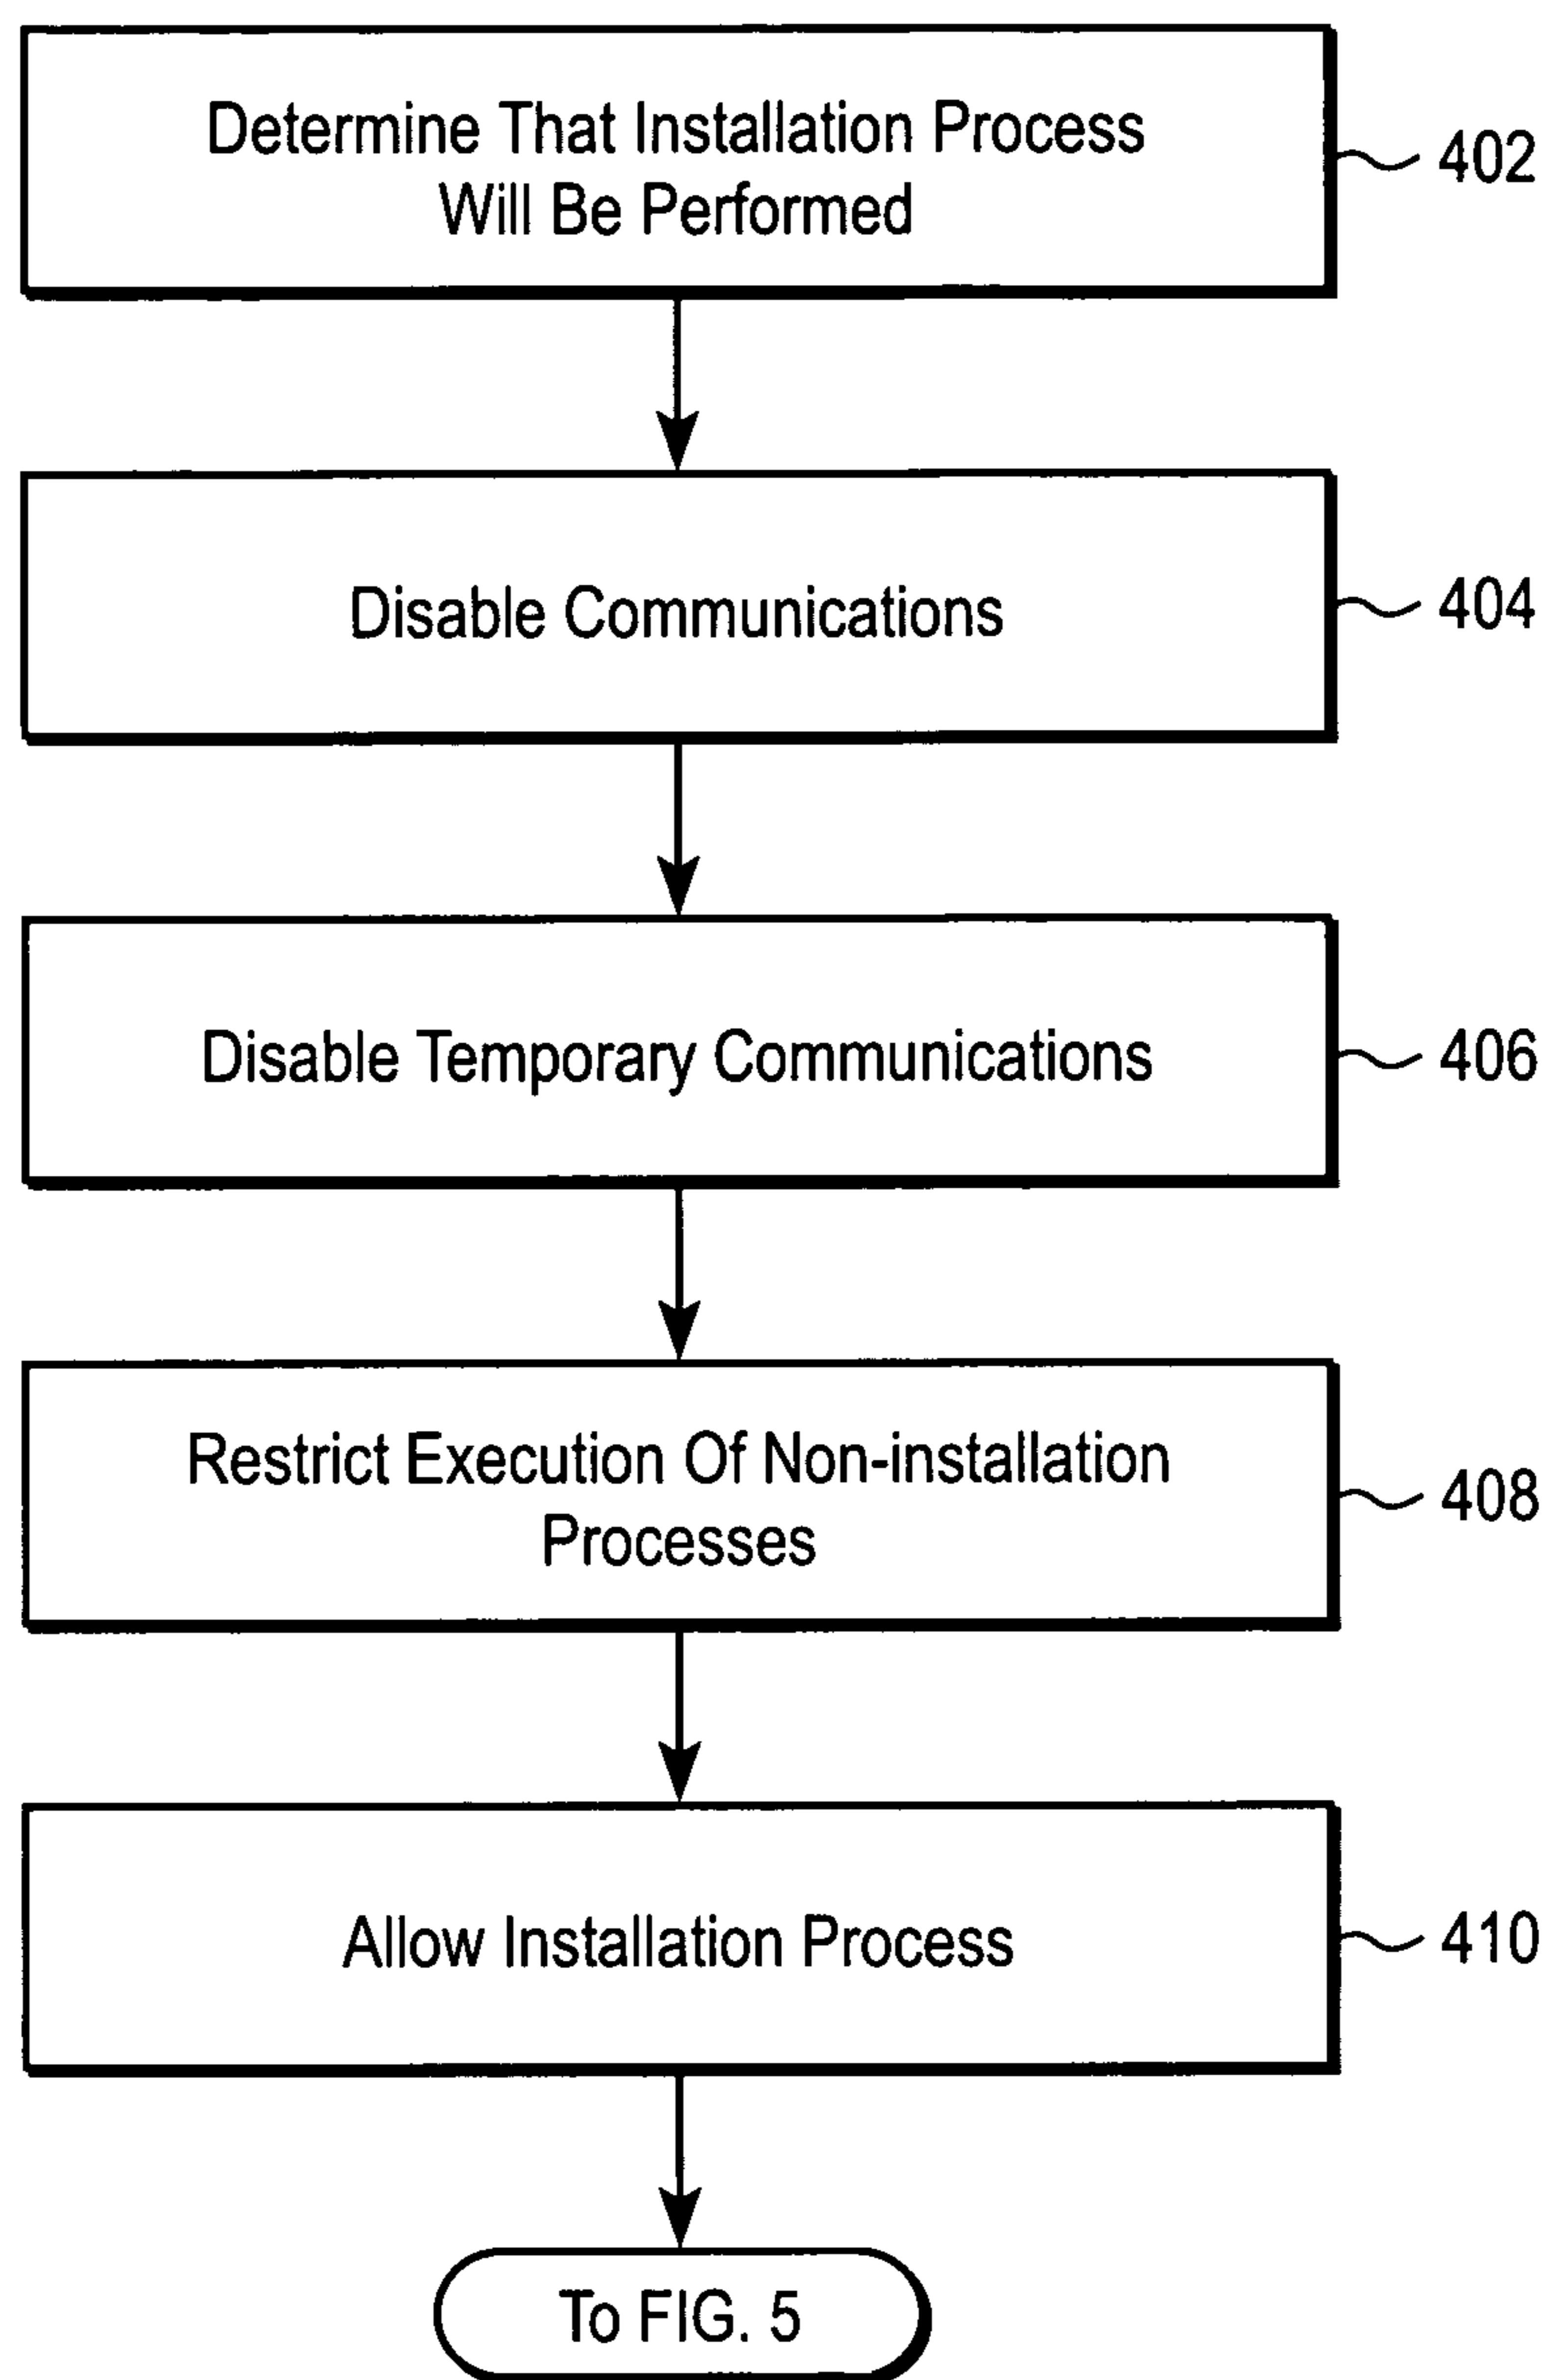 Determine That Installation Process
Will Be Performed
402
Disable Communications
404
Disable Temporary Communications
406
Restrict Execution Of Non-installation
Processes
408
Allow Installation Process
410
To FIG. 5